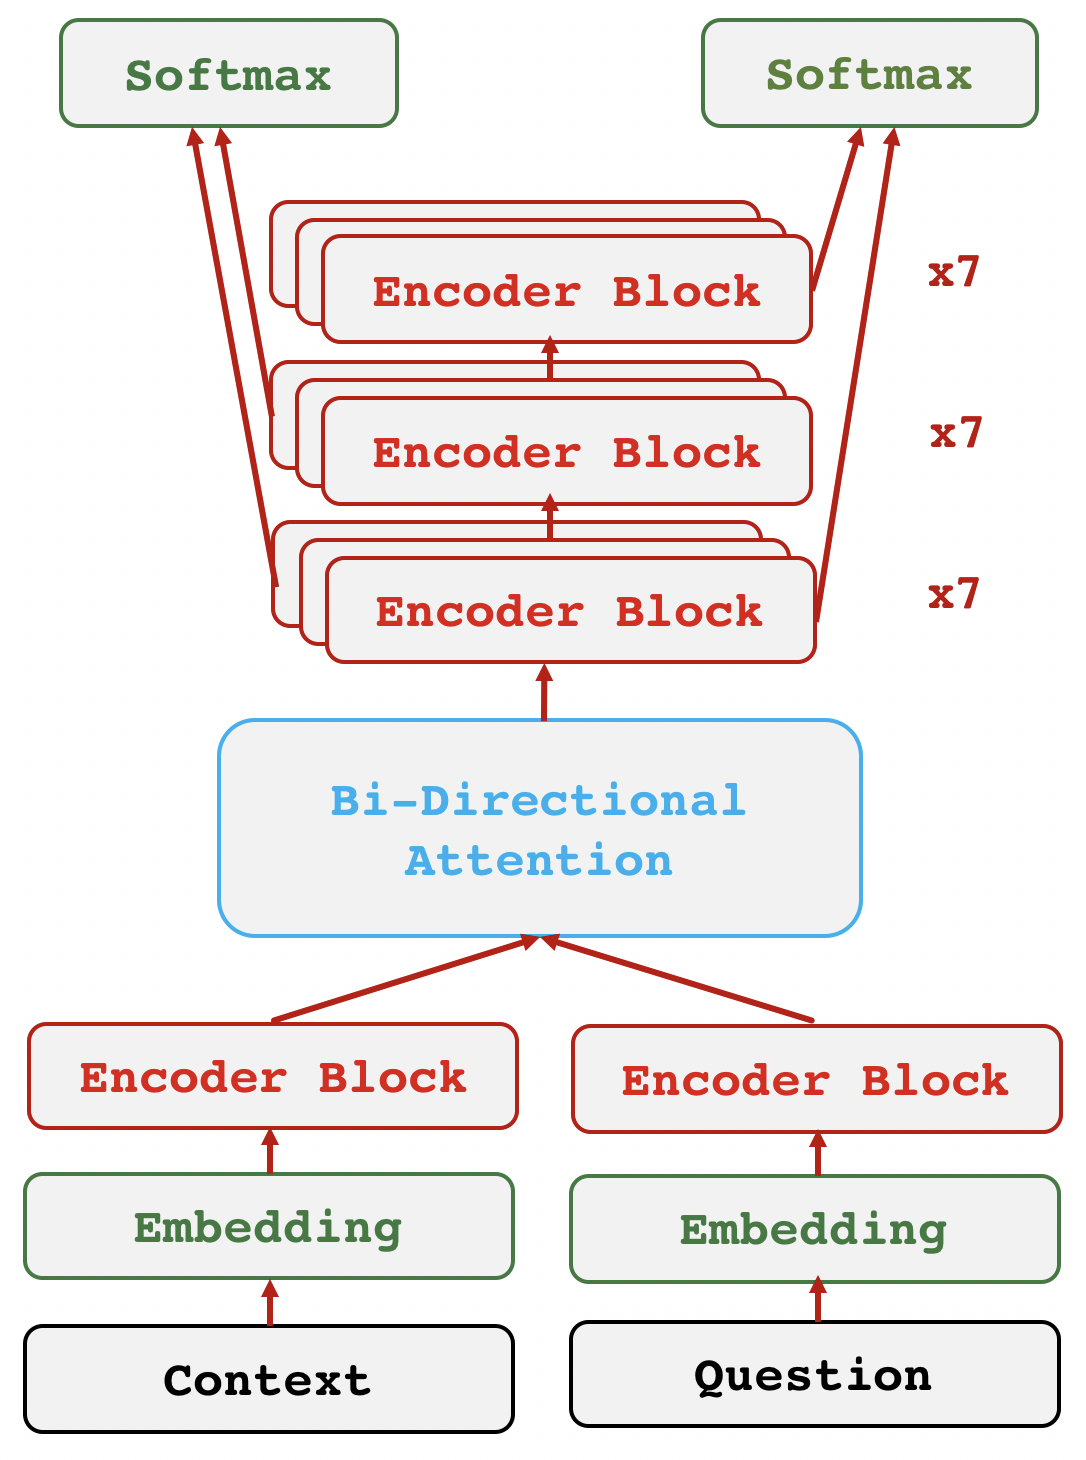 Softmax
Softmax
Encoder Block
x7
Encoder Block
x7
Encoder Block
x7
Bi-Directional
Attention
Encoder Block
Encoder Block
Embedding
Embedding
Context
Question